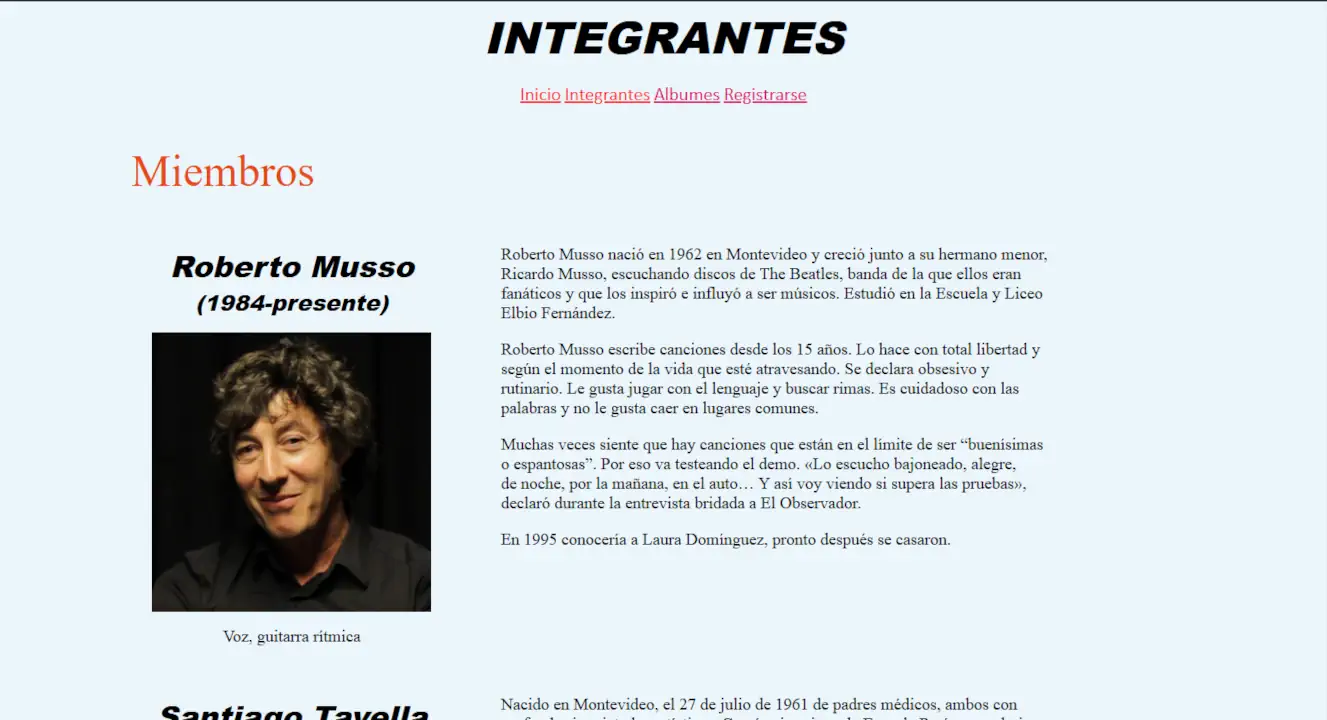 INTEGRANTES
Inicio Integrantes Albumes Registrarse
Miembros
Roberto Musso
(1984-presente)
Roberto Musso nació en 1962 en Montevideo y creció junto a su hermano menor,
Ricardo Musso, escuchando discos de The Beatles, banda de la que ellos eran
fanáticos y que los inspiró e influyó a ser músicos. Estudió en la Escuela y Liceo
Elbio Fernández.
Roberto Musso escribe canciones desde los 15 años. Lo hace con total libertad y
según el momento de la vida que esté atravesando. Se declara obsesivo y
rutinario. Le gusta jugar con el lenguaje y buscar rimas. Es cuidadoso con las
palabras y no le gusta caer en lugares comunes.
Muchas veces siente que hay canciones que están en el límite de ser “buenísimas
o espantosas”. Por eso va testeando el demo. «Lo escucho bajoneado, alegre,
de noche, por la mañana, en el auto… Y así voy viendo si supera las pruebas»,
declaró durante la entrevista bridada a El Observador.
En 1995 conocería a Laura Domínguez, pronto después se casaron.
Voz, guitarra rítmica
Santiago Tavella
Nacido en Montevideo, el 27 de julio de 1961 de padres médicos, ambos con